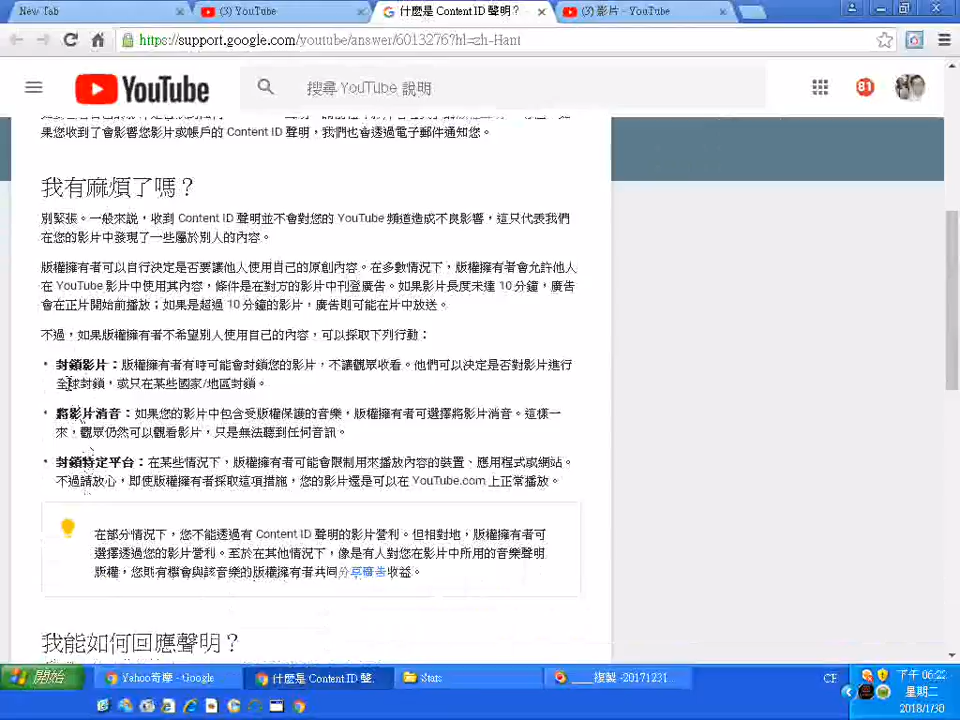 New Tab
(3) YouTube
什麼是 Content ID 聲明？
(3) 影片 - YouTube
https://support.google.com/youtube/answer/6013276?hl=zh-Hant
YouTube
搜尋 YouTube 說明
81
如果您收到了會影響您影片或帳戶的 Content ID 聲明，我們也會透過電子郵件通知您。
我有麻煩了嗎？
別緊張。一般來說，收到 Content ID 聲明並不會對您的 YouTube 頻道造成不良影響，這只代表我們
在您的影片中發現了一些屬於別人的內容。
版權擁有者可以自行決定是否要讓他人使用自己的原創內容。在多數情況下，版權擁有者會允許他人
在 YouTube 影片中使用其內容，條件是在對方的影片中刊登廣告。如果影片長度未達 10 分鐘，廣告
會在正片開始前播放；如果是超過 10 分鐘的影片，廣告則可能在片中放送。
不過，如果版權擁有者不希望別人使用自己的內容，可以採取下列行動：
• 封鎖影片：版權擁有者有時可能會封鎖您的影片，不讓觀眾收看。他們可以決定是否對影片進行
全球封鎖，或只在某些國家/地區封鎖。
• 將影片消音：如果您的影片中包含受版權保護的音樂，版權擁有者可選擇將影片消音。這樣一
來，觀眾仍然可以觀看影片，只是無法聽到任何音訊。
• 封鎖特定平台：在某些情況下，版權擁有者可能會限制用來播放內容的裝置、應用程式或網站。
不過請放心，即使版權擁有者採取這項措施，您的影片還是可以在 YouTube.com 上正常播放。
在部分情況下，您不能透過有 Content ID 聲明的影片營利。但相對地，版權擁有者可
選擇透過您的影片營利。至於在其他情況下，像是有人對您在影片中所用的音樂聲明
版權，您則有機會與該音樂的版權擁有者共同分享廣告收益。
我能如何回應聲明？
開始
Yahoo奇摩 - Google
什麼是 Content ID 聲.
Stars
____複製 -20171231...
CH
下午 06:22
星期二
2018/1/30